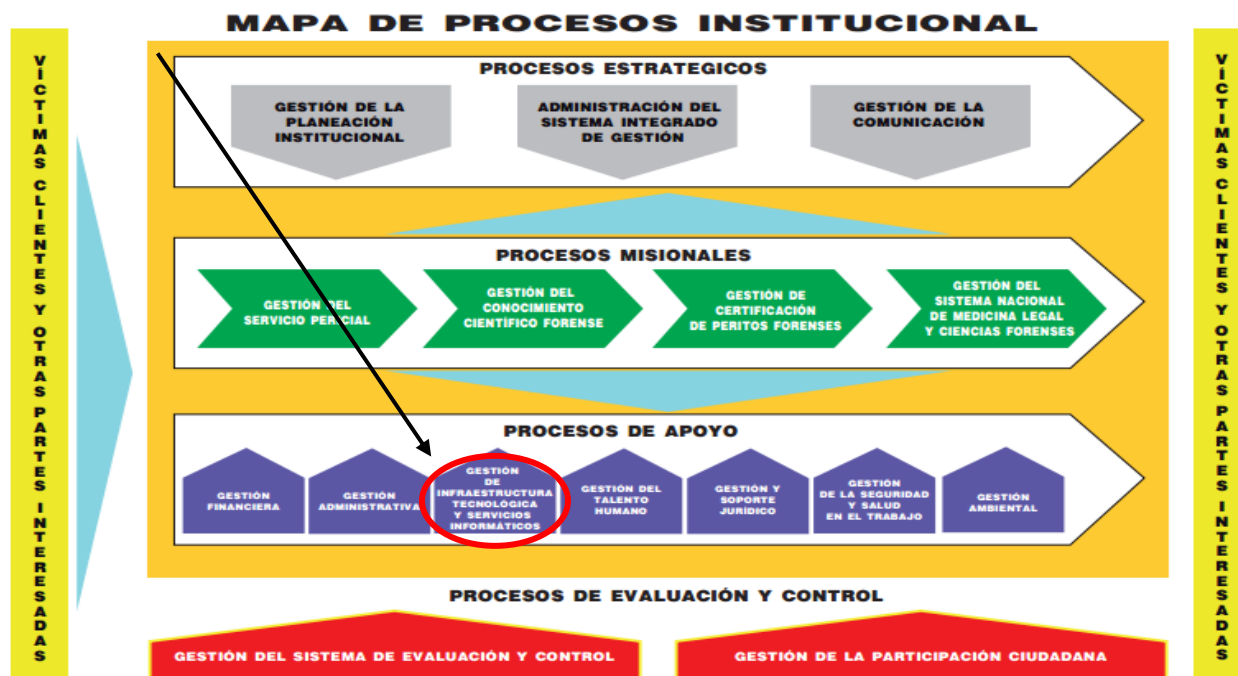 MAPA DE PROCESOS INSTITUCIONAL
VÍCTIMAS CLIENTES Y OTRAS PARTES INTERESADAS
PROCESOS ESTRATEGICOS
GESTIÓN DE LA
PLANEACIÓN
INSTITUCIONAL
ADMINISTRACIÓN DEL
SISTEMA INTEGRADO
DE GESTIÓN
GESTIÓN DE LA
COMUNICACIÓN
PROCESOS MISIONALES
GESTIÓN DEL
SERVICIO PERICIAL
GESTIÓN DEL
CONOCIMIENTO
CIENTÍFICO FORENSE
GESTIÓN DE
CERTIFICACIÓN
DE PERITOS FORENSES
GESTIÓN DEL
SISTEMA NACIONAL
DE MEDICINA LEGAL
Y CIENCIAS FORENSES
PROCESOS DE APOYO
GESTIÓN
FINANCIERA
GESTIÓN
ADMINISTRATIVA
GESTIÓN
DE
INFRAESTRUCTURA
TECNOLÓGICA
Y SERVICIOS
INFORMÁTICOS
GESTIÓN DEL
TALENTO
HUMANO
GESTIÓN Y
SOPORTE
JURÍDICO
GESTIÓN
DE LA SEGURIDAD
Y SALUD
EN EL TRABAJO
GESTIÓN
AMBIENTAL
PROCESOS DE EVALUACIÓN Y CONTROL
GESTIÓN DEL SISTEMA DE EVALUACIÓN Y CONTROL
GESTIÓN DE LA PARTICIPACIÓN CIUDADANA
VÍCTIMAS CLIENTES Y OTRAS PARTES INTERESADAS